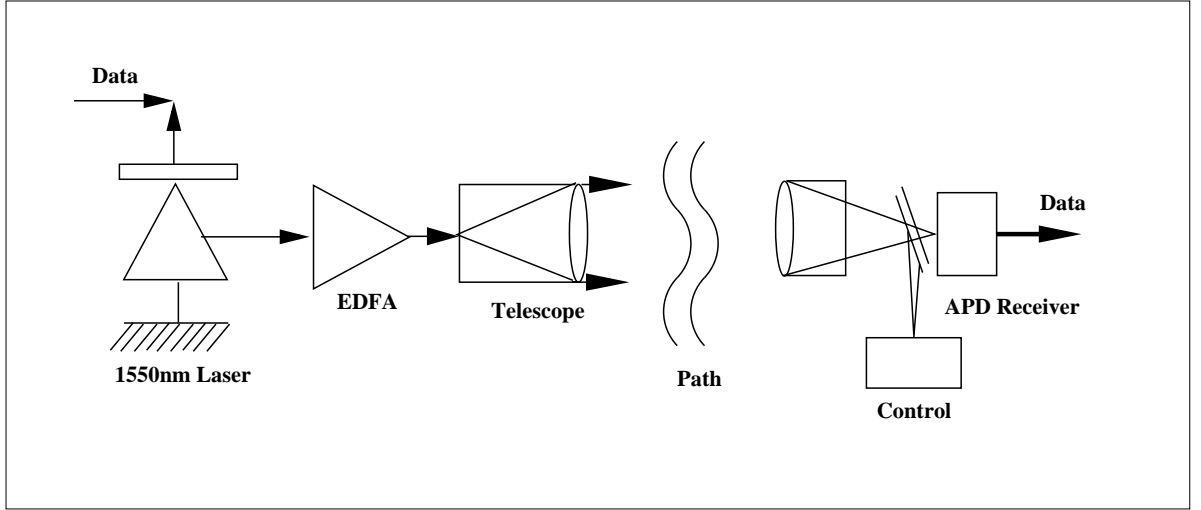 Data
1550nm Laser
EDFA
Telescope
Path
Data
APD Receiver
Control